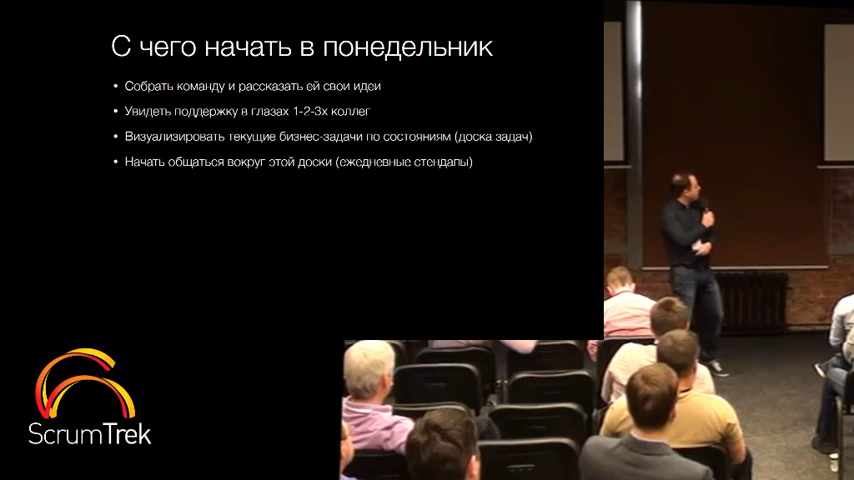 С чего начать в понедельник
• Собрать команду и рассказать ей свои идеи
• Увидеть поддержку в глазах 1-2-3х коллег
• Визуализировать текущие бизнес-задачи по состояниям (доска задач)
• Начать общаться вокруг этой доски (ежедневные стендапы)
ScrumTrek